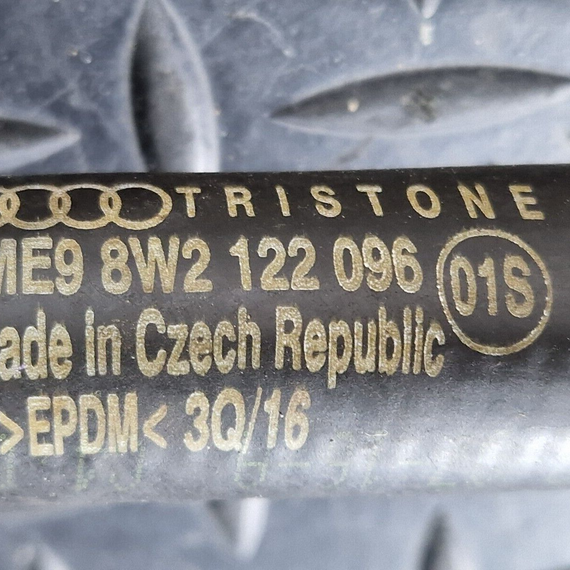 TRISTONE
ME9 8W2 122 096 01S
ade in Czech Republic
>EPDM< 3Q/16